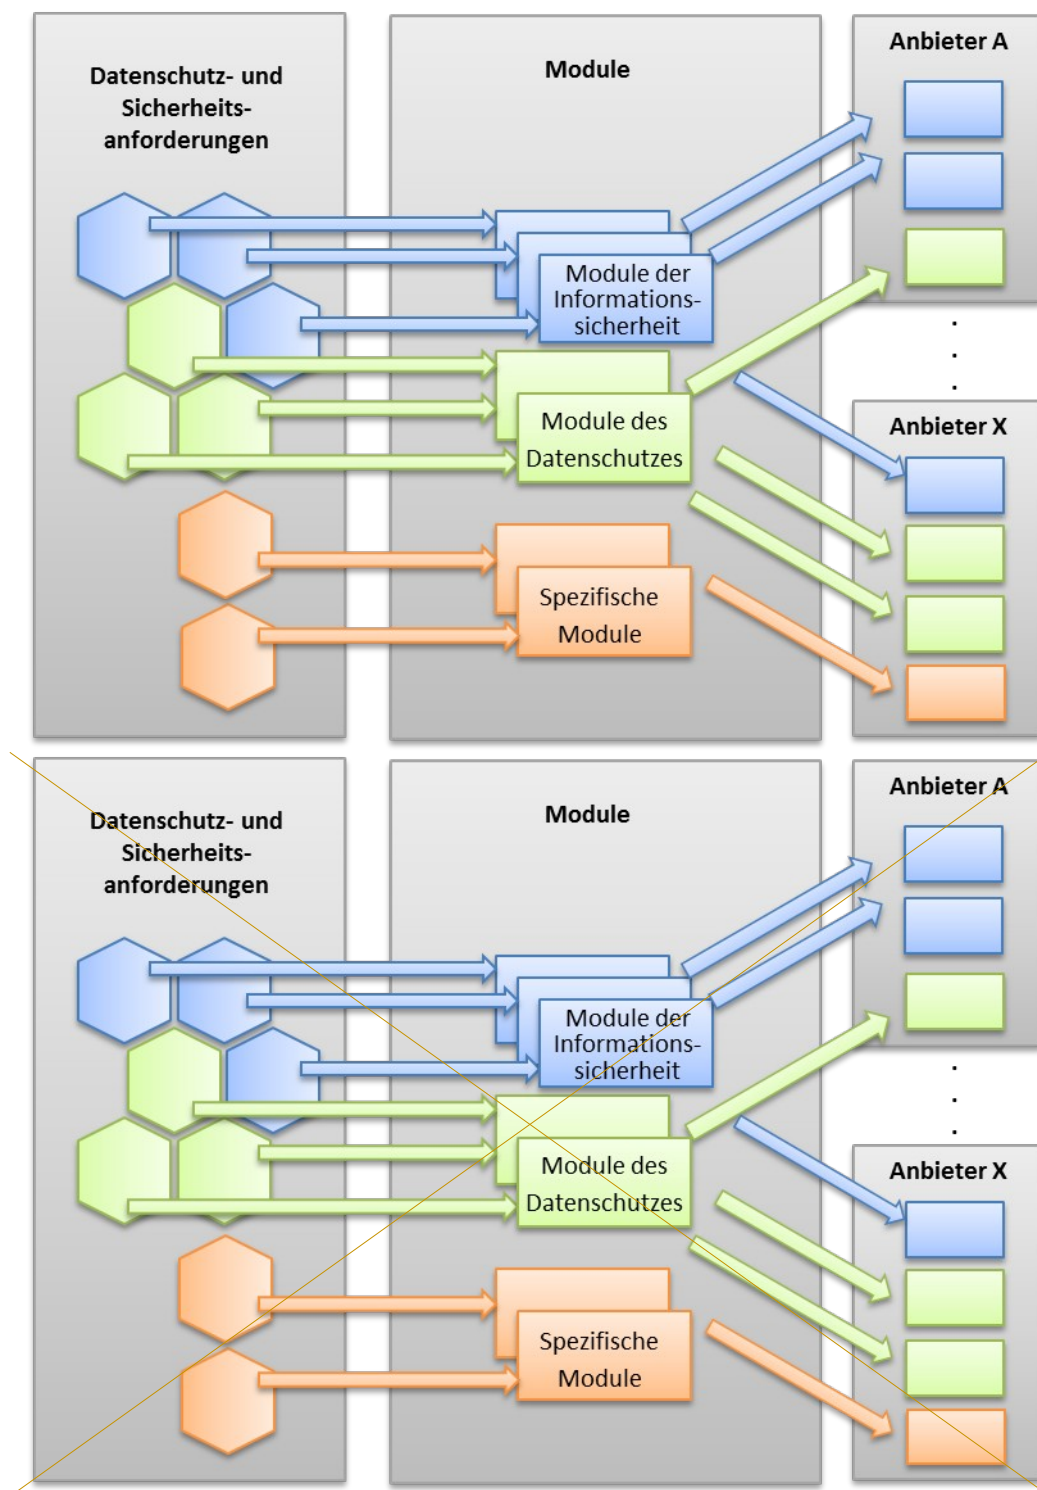 Datenschutz- und
Sicherheits-
anforderungen
Module
Anbieter A
Module der
Informations-
sicherheit
Module des
Datenschutzes
Spezifische
Module
.
.
.
Anbieter X
Datenschutz- und
Sicherheits-
anforderungen
Module
Anbieter A
Module der
Informations-
sicherheit
Module des
Datenschutzes
Spezifische
Module
.
.
.
Anbieter X